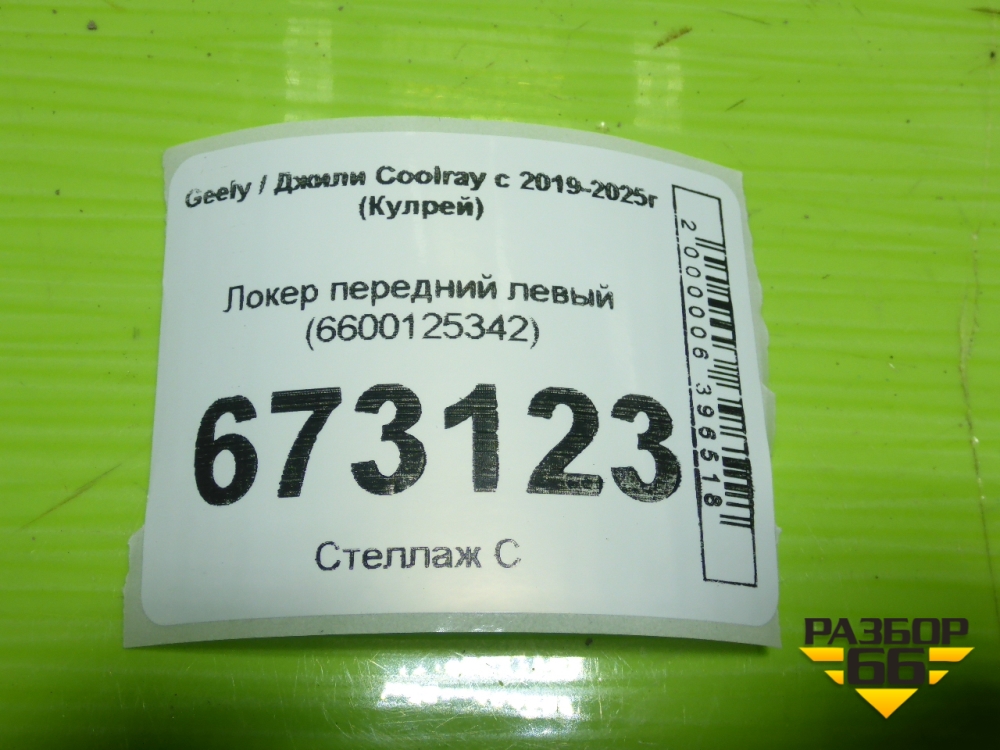 Geely / Джили Coolray с 2019-2025г
(Кулрей)
Локер передний левый
(6600125342)
673123
Стеллаж С
2000006396518
РАЗБОР
66